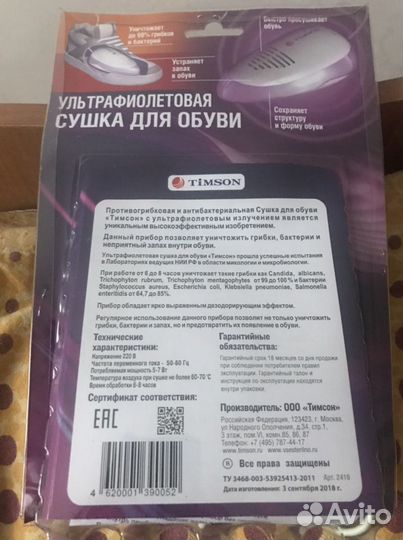 Уничтожает
до 99% грибков
и бактерий
Быстро просушивает
обувь
Устраняет
запах
в обуви
УЛЬТРАФИОЛЕТОВАЯ
СУШКА ДЛЯ ОБУВИ
Сохраняет
структуру
и форму обуви
TiMSON
Противогрибковая и антибактериальная Сушка для обуви
«Тимсон» с ультрафиолетовым излучением является
уникальным высокоэффективным изобретением.
Данный прибор позволяет уничтожить грибки, бактерии и
неприятный запах внутри обуви.
Ультрафиолетовая сушка для обуви «Тимсон» прошла успешные испытания
в Лабораториях ведущих НИИ РФ в области микологии и микробиологии.
При работе от 6 до 8 часов уничтожает такие грибки как Candida, albicans,
Trichophyton rubrum, Trichophyton mentagophytes от 99 до 100 % и бактерии
Staphylococcus aureus, Escherichia coli, Klebsiella pneumoniae, Salmonella
enteritidis от 64,7 до 85%.
Прибор обладает ярко выраженным дезодорирующим эффектом.
Регулярное использование данного прибора позволит не только уничтожить
грибки, бактерии и запах, но и предотвратить их появление в обуви.
Технические
характеристики:
Напряжение 220 В
Частота переменного тока - 50-60 Гц
Потребляемая мощность 5-7 Вт
Температура воздуха при сушке не более 60-70 °C
Время обработки 6-8 часов
Сертификат соответствия:
EAC
4 620001 390052
Гарантийные
обязательства:
Гарантийный срок 18 месяцев со дня продажи
при соблюдении потребителем правил
эксплуатации. Гарантийный талон и
инструкция по эксплуатации находятся
внутри упаковки.
Производитель: ООО «Тимсон»
Российская Федерация, 123423, г. Москва,
ул. Народного Ополчения, д.34, стр.1,
3 этаж, пом VI, комн.85, 86, 87
Телефон: +7 (495) 787-44-17
www.timson.ru www.vsesterilno.ru
Все права защищены
ТУ 3468-003-53925413-2011 Арт. 2416
Дата изготовления: 3 сентября 2018 г.
Avito